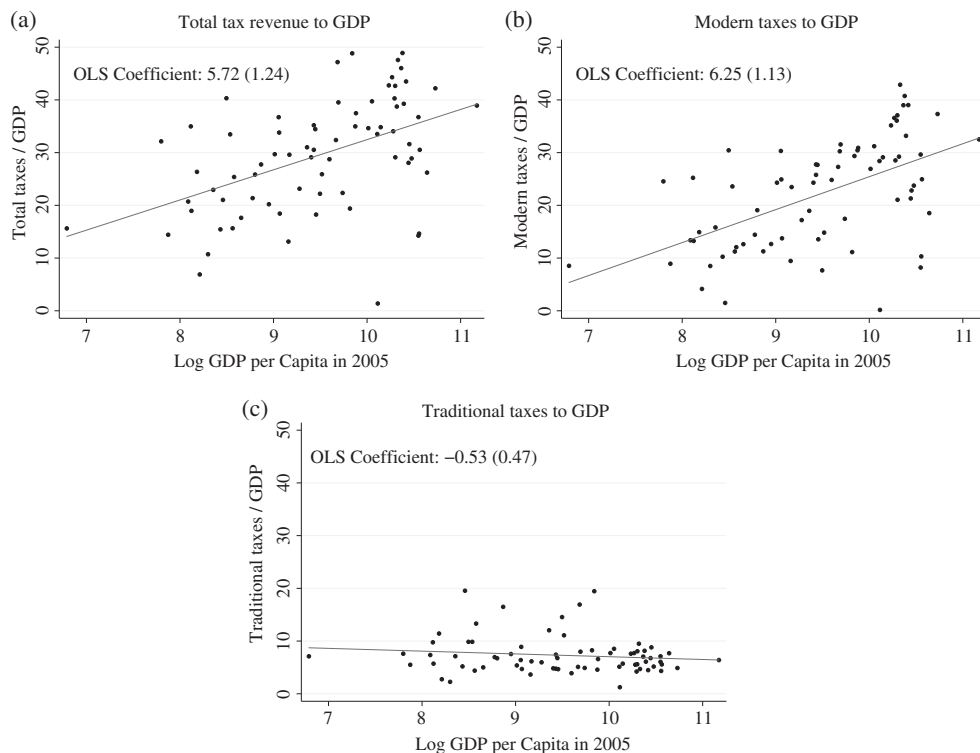 (a)
Total tax revenue to GDP
OLS Coefficient: 5.72 (1.24)
Total taxes / GDP
50
40
30
20
10
0
7 8 9 10 11
Log GDP per Capita in 2005
(b)
Modern taxes to GDP
OLS Coefficient: 6.25 (1.13)
Modern taxes / GDP
50
40
30
20
10
0
7 8 9 10 11
Log GDP per Capita in 2005
(c)
Traditional taxes to GDP
OLS Coefficient: −0.53 (0.47)
Traditional taxes / GDP
50
40
30
20
10
0
7 8 9 10 11
Log GDP per Capita in 2005